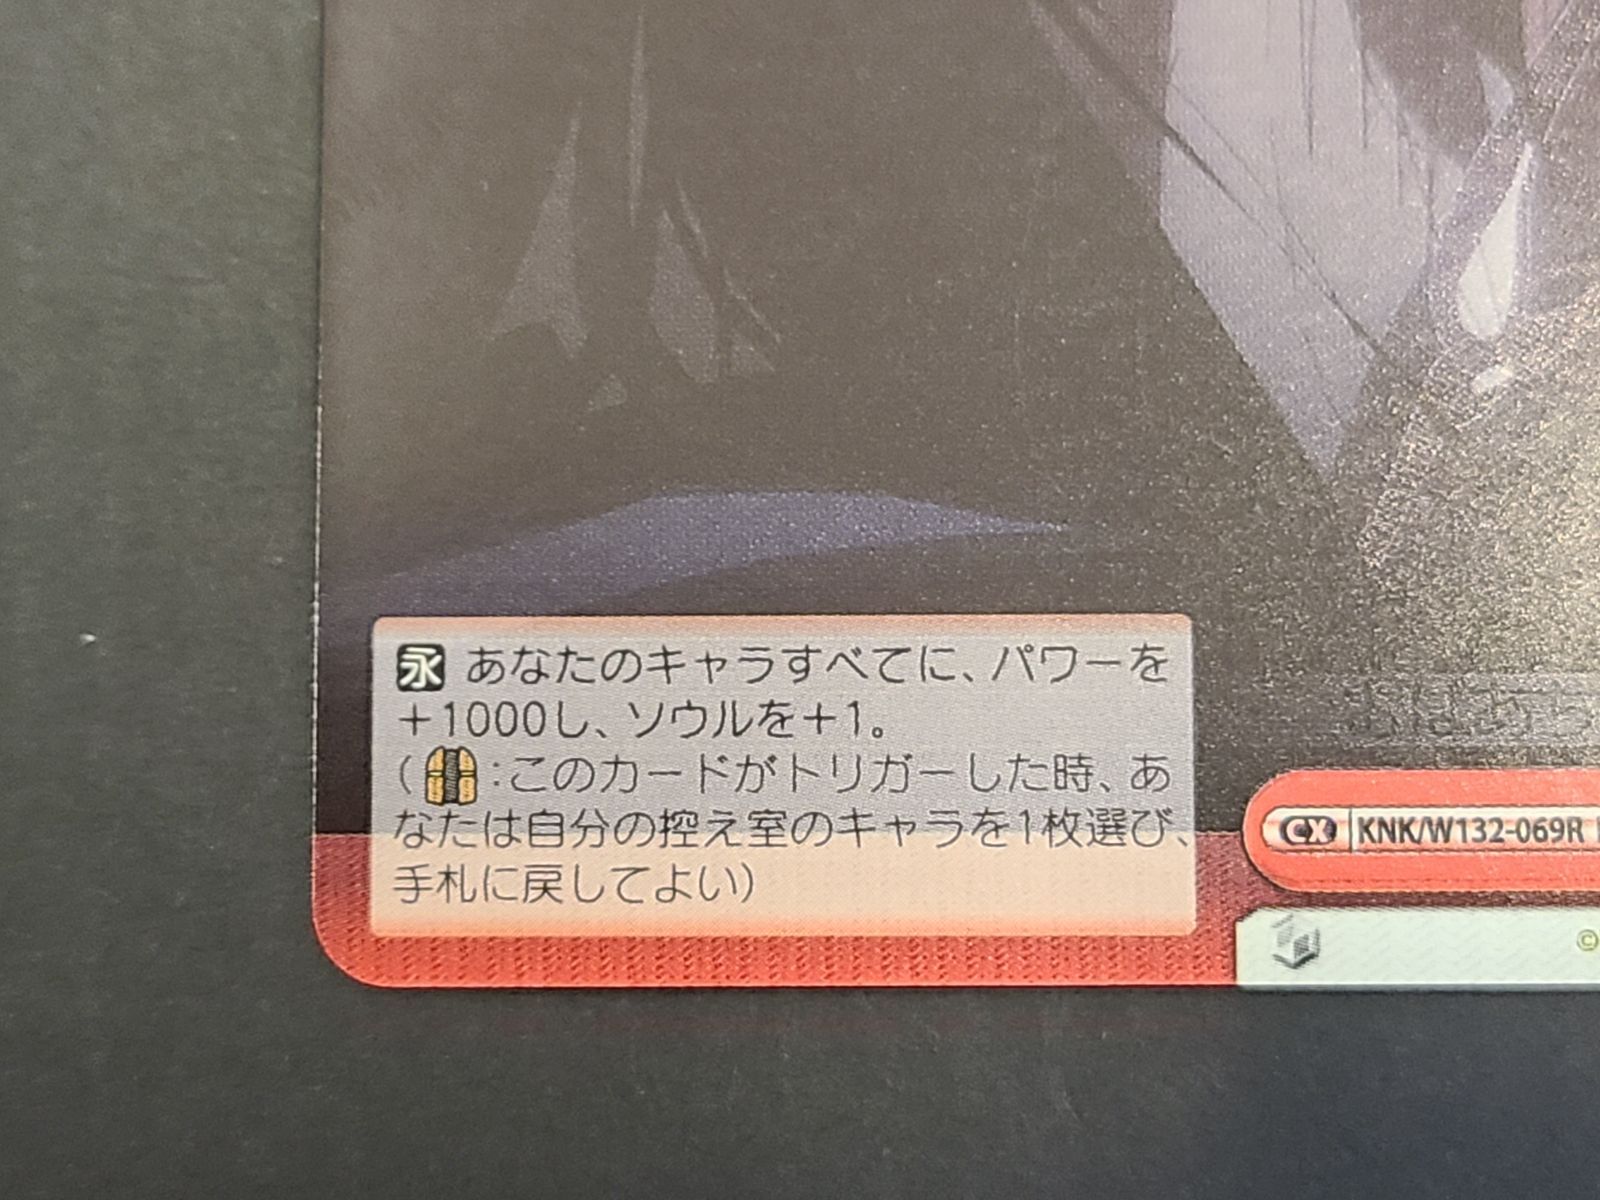 永 あなたのキャラすべてに、パワーを
+1000し、ソウルを+1。
(:このカードがトリガーした時、あ
なたは自分の控え室のキャラを1枚選び、
手札に戻してよい)
CX KNK/W132-069R
©